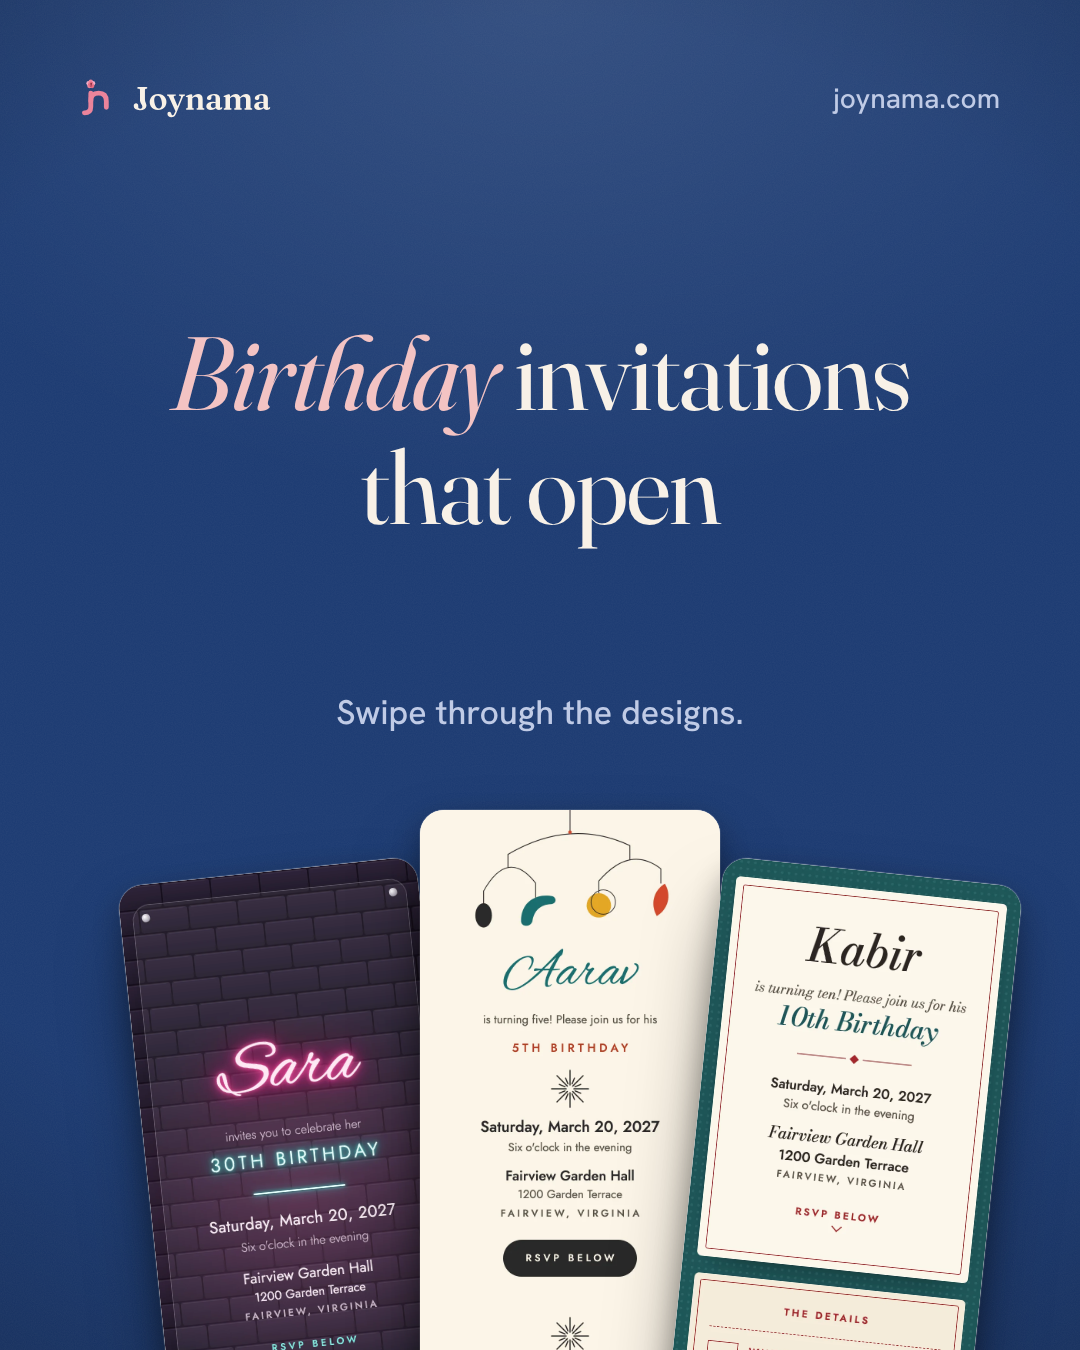 Joynama
joynama.com
Birthday invitations
that open
Swipe through the designs.
Sara
invites you to celebrate her
30TH BIRTHDAY
Saturday, March 20, 2027
Six o'clock in the evening
Fairview Garden Hall
1200 Garden Terrace
FAIRVIEW, VIRGINIA
RSVP BELOW
Aarav
is turning five! Please join us for his
5TH BIRTHDAY
Saturday, March 20, 2027
Six o'clock in the evening
Fairview Garden Hall
1200 Garden Terrace
FAIRVIEW, VIRGINIA
RSVP BELOW
Kabir
is turning ten! Please join us for his
10th Birthday
Saturday, March 20, 2027
Six o'clock in the evening
Fairview Garden Hall
1200 Garden Terrace
FAIRVIEW, VIRGINIA
RSVP BELOW
THE DETAILS